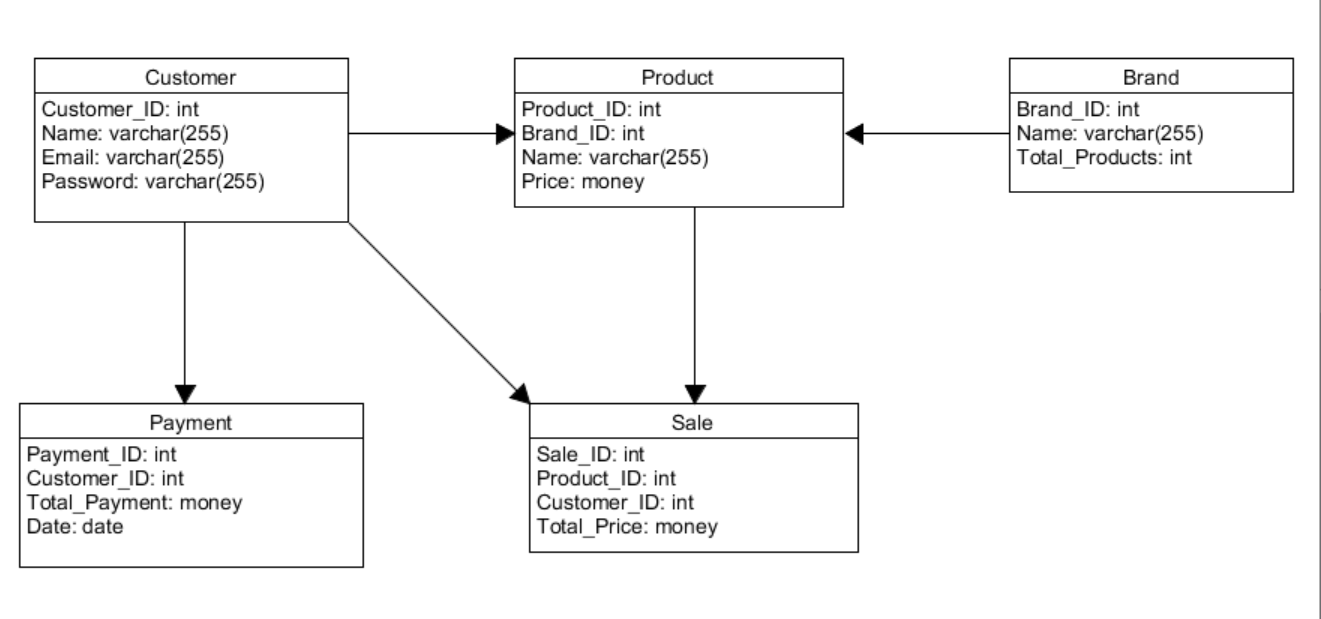 Customer
Customer_ID: int
Name: varchar(255)
Email: varchar(255)
Password: varchar(255)
Product
Product_ID: int
Brand_ID: int
Name: varchar(255)
Price: money
Brand
Brand_ID: int
Name: varchar(255)
Total_Products: int
Payment
Payment_ID: int
Customer_ID: int
Total_Payment: money
Date: date
Sale
Sale_ID: int
Product_ID: int
Customer_ID: int
Total_Price: money